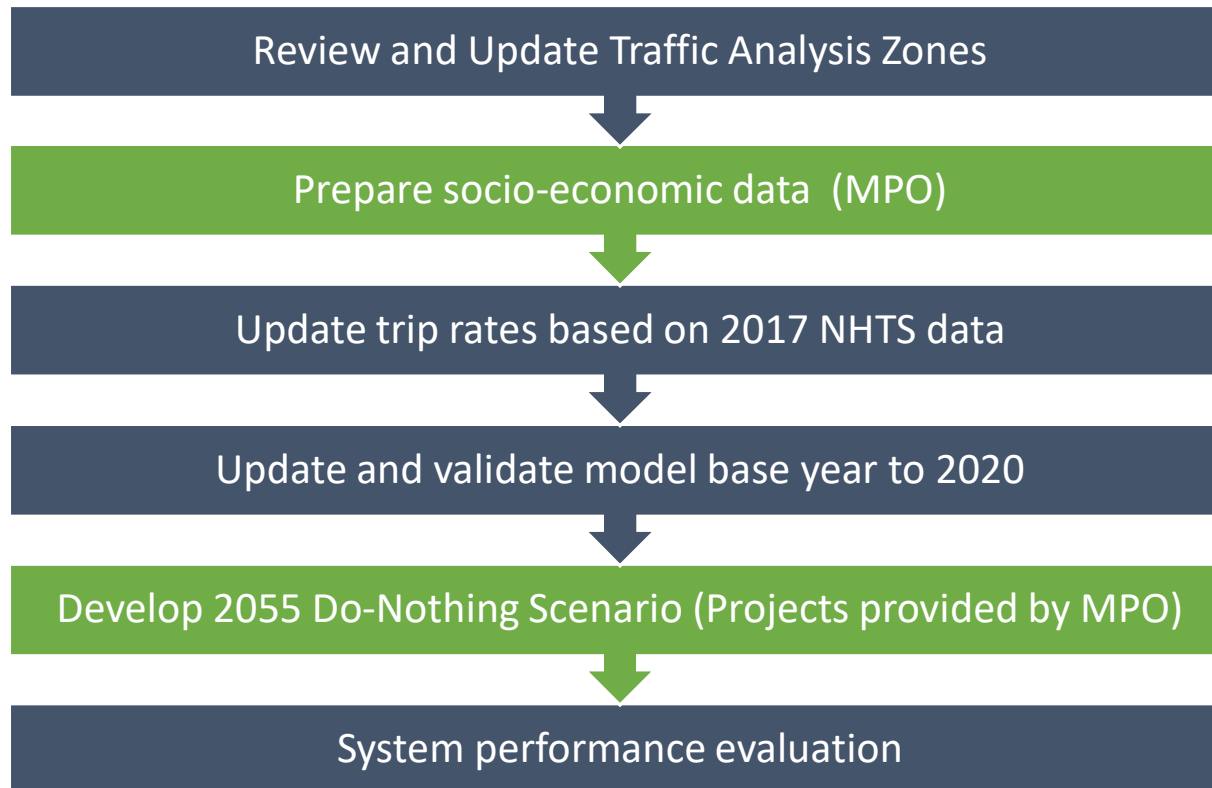 Review and Update Traffic Analysis Zones
Prepare socio-economic data  (MPO)
Update trip rates based on 2017 NHTS data
Update and validate model base year to 2020
Develop 2055 Do-Nothing Scenario (Projects provided by MPO)
System performance evaluation